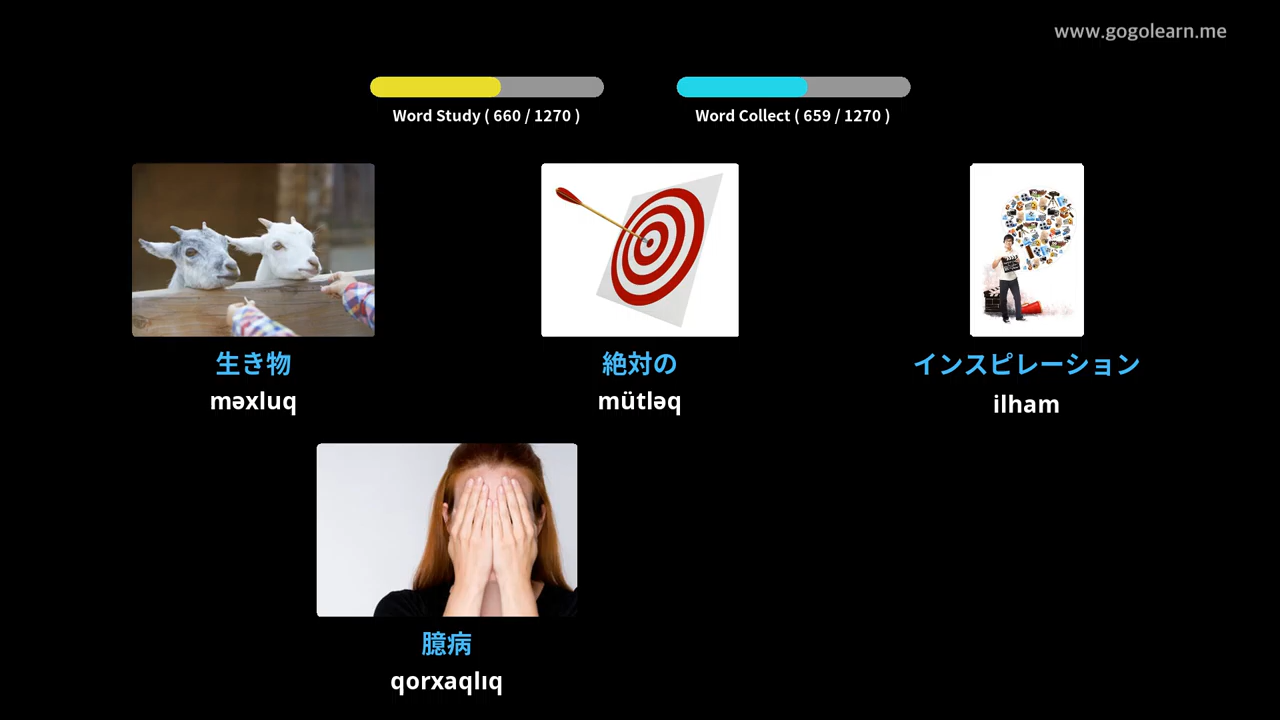 www.gogolearn.me
Word Study ( 660 / 1270 )
Word Collect ( 659 / 1270 )
生き物
məxluq
絶対の
mütləq
インスピレーション
ilham
臆病
qorxaqlıq